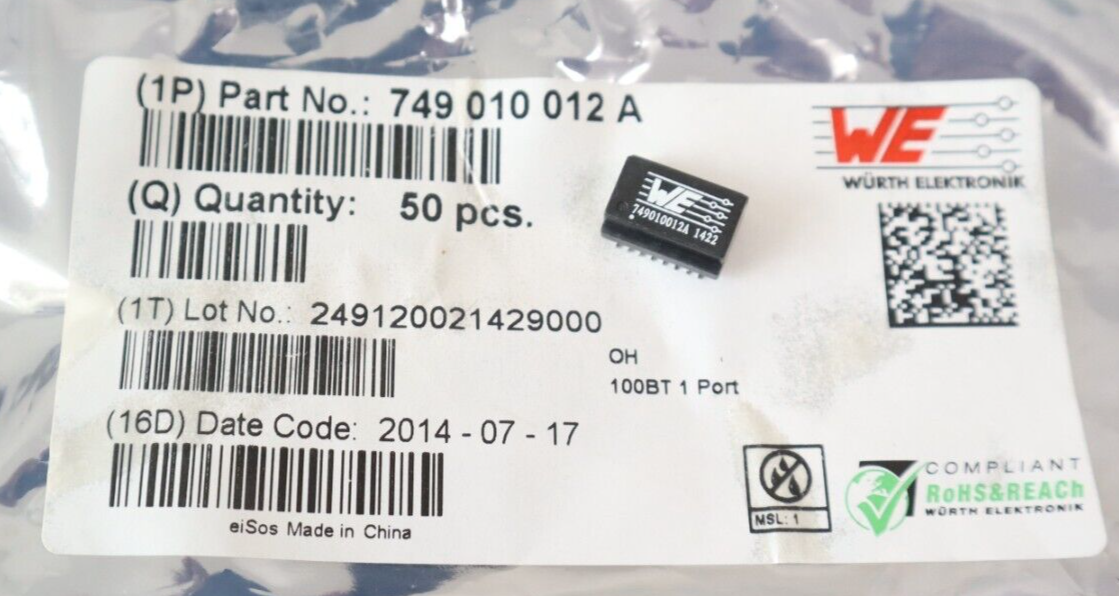 (1P) Part No.: 749 010 012 A
WE
WÜRTH ELEKTRONIK
(Q) Quantity: 50 pcs.
WE
749010012A 1422
(1T) Lot No.: 249120021429000
OH
100BT 1 Port
(16D) Date Code: 2014 - 07 - 17
eiSos Made in China
MSL: 1
COMPLIANT
RoHS&REACh
WÜRTH ELEKTRONIK